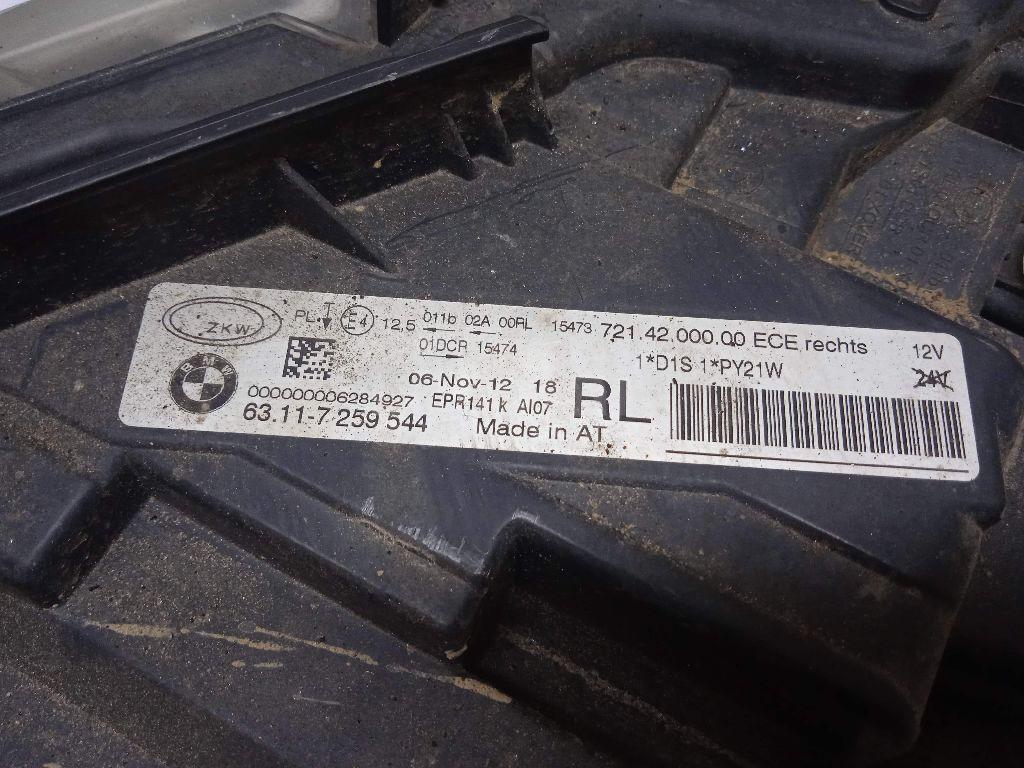 ZKW
PL E4 12,5 011b 02A 00RL 15473 721.42.000.00 ECE rechts 12V
01DCR 15474 1*D1S 1*PY21W 24V
BMW
06-Nov-12 18 RL
000000006284927 EPR141k AI07
63.11-7 259 544 Made in AT